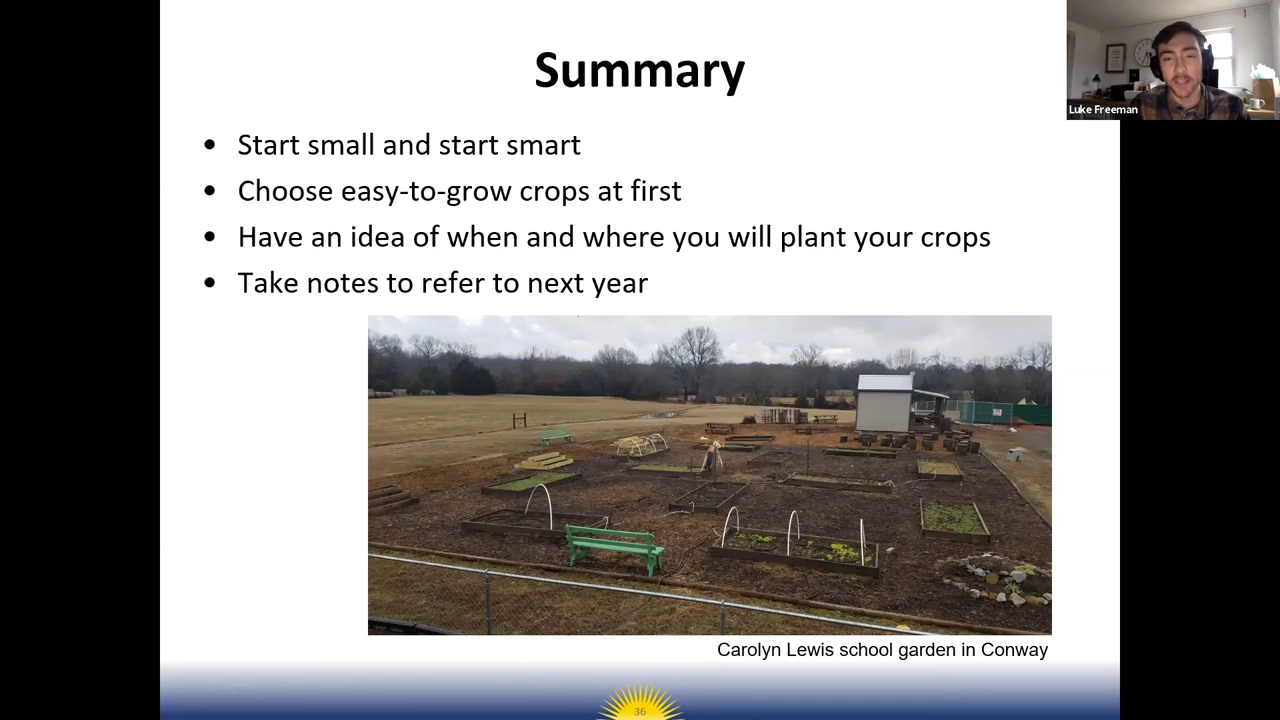 Summary
Luke Freeman
• Start small and start smart
• Choose easy-to-grow crops at first
• Have an idea of when and where you will plant your crops
• Take notes to refer to next year
Carolyn Lewis school garden in Conway
36